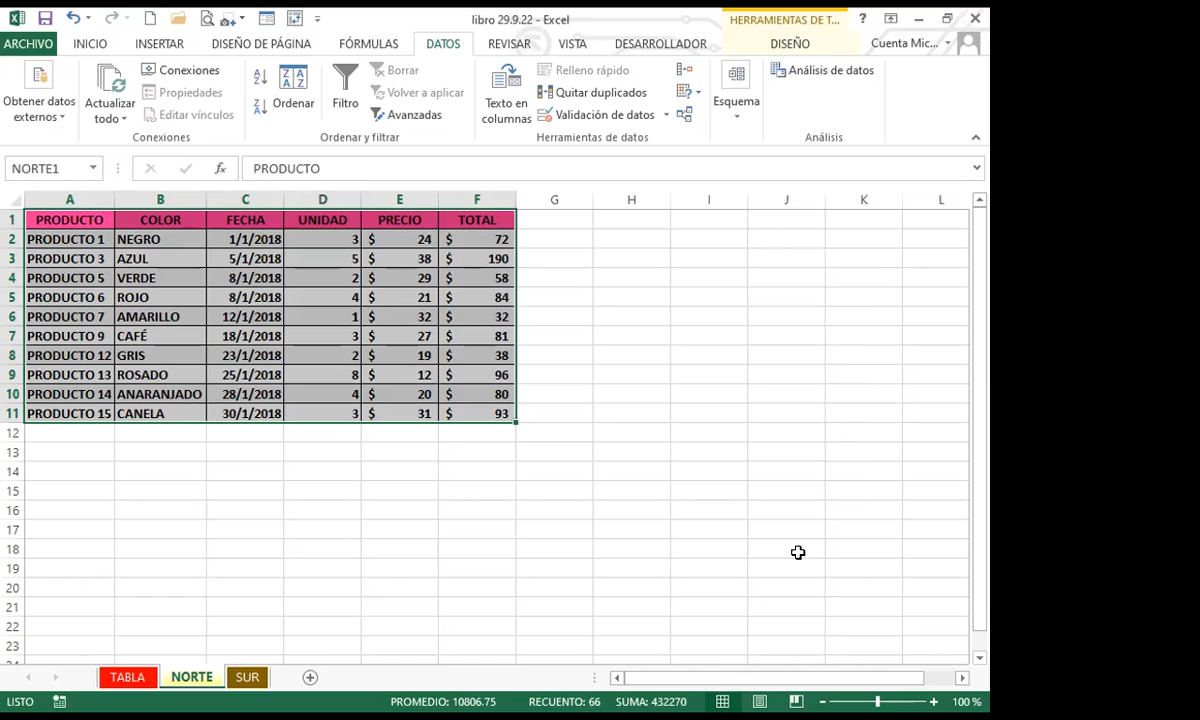 libro 29.9.22 - Excel
HERRAMIENTAS DE T...
ARCHIVO INICIO INSERTAR DISEÑO DE PÁGINA FÓRMULAS DATOS REVISAR VISTA DESARROLLADOR DISEÑO Cuenta Mic...
Obtener datos externos
Actualizar todo
Conexiones
Propiedades
Editar vínculos
Conexiones
Ordenar
Filtro
Borrar
Volver a aplicar
Avanzadas
Ordenar y filtrar
Texto en columnas
Relleno rápido
Quitar duplicados
Validación de datos
Herramientas de datos
Esquema
Análisis de datos
Análisis
NORTE1 fx PRODUCTO
A B C D E F G H I J K L
1 PRODUCTO COLOR FECHA UNIDAD PRECIO TOTAL
2 PRODUCTO 1 NEGRO 1/1/2018 3 $ 24 $ 72
3 PRODUCTO 3 AZUL 5/1/2018 5 $ 38 $ 190
4 PRODUCTO 5 VERDE 8/1/2018 2 $ 29 $ 58
5 PRODUCTO 6 ROJO 8/1/2018 4 $ 21 $ 84
6 PRODUCTO 7 AMARILLO 12/1/2018 1 $ 32 $ 32
7 PRODUCTO 9 CAFÉ 18/1/2018 3 $ 27 $ 81
8 PRODUCTO 12 GRIS 23/1/2018 2 $ 19 $ 38
9 PRODUCTO 13 ROSADO 25/1/2018 8 $ 12 $ 96
10 PRODUCTO 14 ANARANJADO 28/1/2018 4 $ 20 $ 80
11 PRODUCTO 15 CANELA 30/1/2018 3 $ 31 $ 93
12
13
14
15
16
17
18
19
20
21
22
23
TABLA NORTE SUR
LISTO PROMEDIO: 10806.75 RECUENTO: 66 SUMA: 432270 100 %